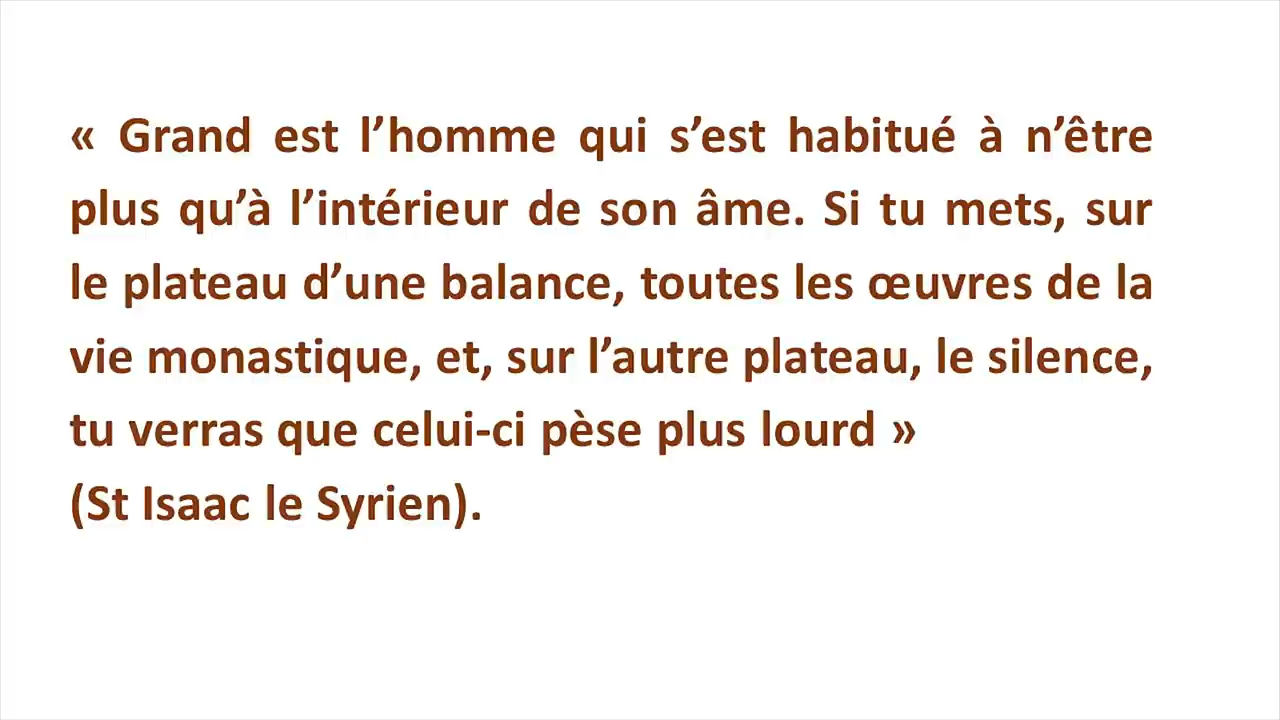 « Grand est l’homme qui s’est habitué à n’être
plus qu’à l’intérieur de son âme. Si tu mets, sur
le plateau d’une balance, toutes les œuvres de la
vie monastique, et, sur l’autre plateau, le silence,
tu verras que celui-ci pèse plus lourd »
(St Isaac le Syrien).